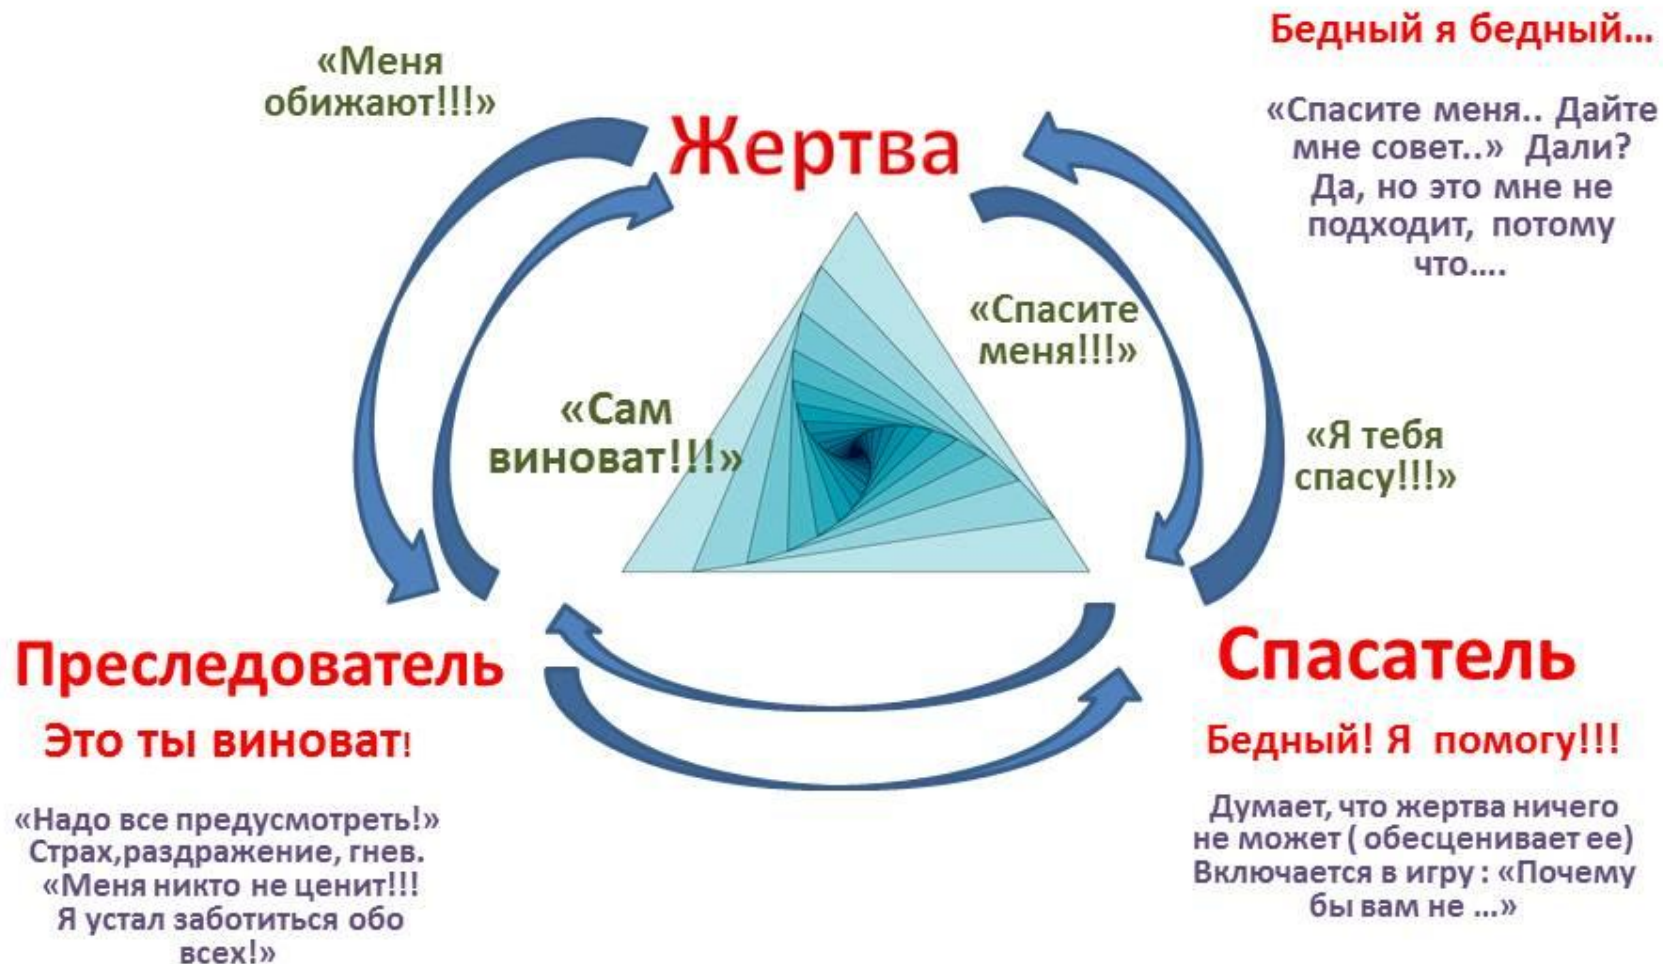 Бедный я бедный...
«Меня
обижают!!!»
Жертва
«Спасите меня.. Дайте
мне совет..» Дали?
Да, но это мне не
подходит, потому
что....
«Спасите
меня!!!»
«Сам
виноват!!!»
«Я тебя
спасу!!!»
Преследователь
Это ты виноват!
«Надо все предусмотреть!»
Страх,раздражение, гнев.
«Меня никто не ценит!!!
Я устал заботиться обо
всех!»
Спасатель
Бедный! Я помогу!!!
Думает, что жертва ничего
не может ( обесценивает ее)
Включается в игру : «Почему
бы вам не ...»